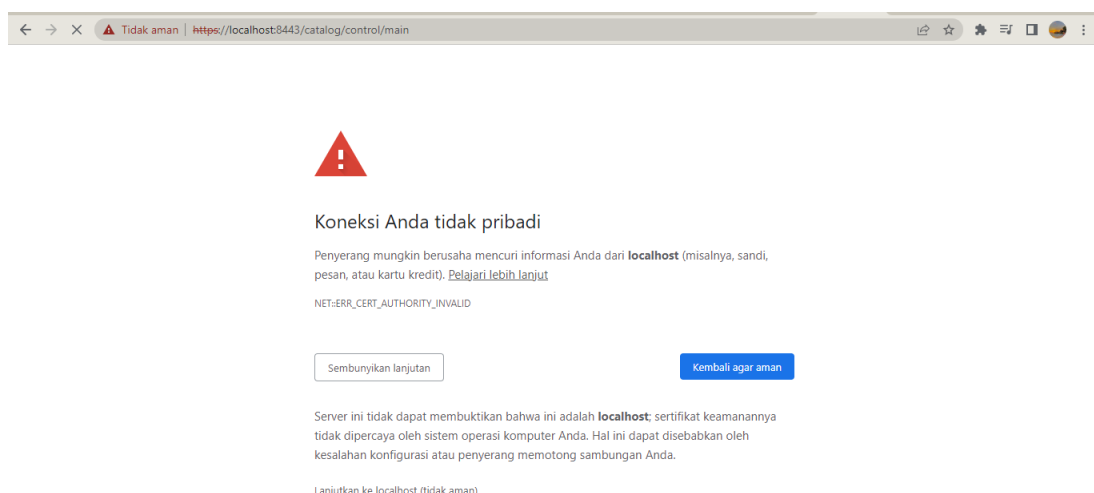 Tidak aman | https://localhost:8443/catalog/control/main
Koneksi Anda tidak pribadi
Penyerang mungkin berusaha mencuri informasi Anda dari localhost (misalnya, sandi,
pesan, atau kartu kredit). Pelajari lebih lanjut
NET::ERR_CERT_AUTHORITY_INVALID
Sembunyikan lanjutan
Kembali agar aman
Server ini tidak dapat membuktikan bahwa ini adalah localhost; sertifikat keamanannya
tidak dipercaya oleh sistem operasi komputer Anda. Hal ini dapat disebabkan oleh
kesalahan konfigurasi atau penyerang memotong sambungan Anda.
Lanjutkan ke localhost (tidak aman)